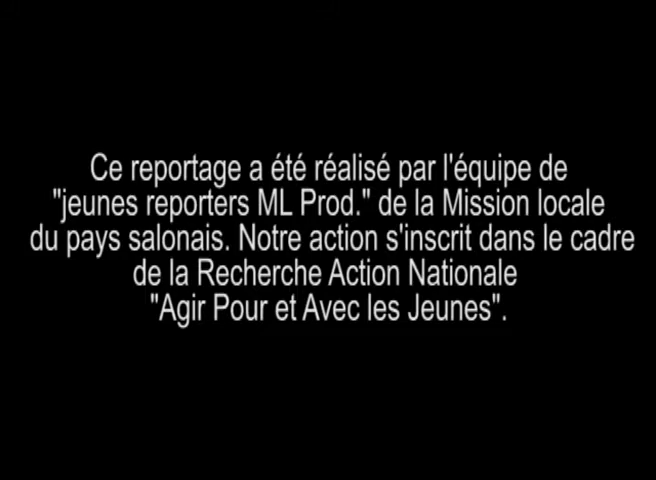 Ce reportage a été réalisé par l'équipe de
"jeunes reporters ML Prod." de la Mission locale
du pays salonais. Notre action s'inscrit dans le cadre
de la Recherche Action Nationale
"Agir Pour et Avec les Jeunes".